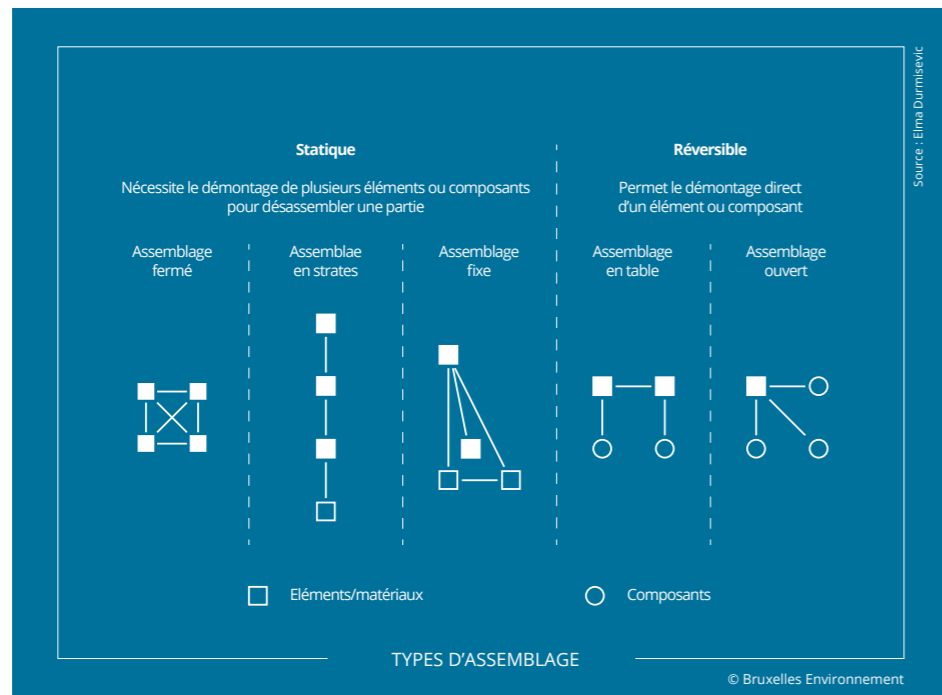 Source : Elma Durmisevic
Statique
Nécessite le démontage de plusieurs éléments ou composants
pour désassembler une partie
Réversible
Permet le démontage direct
d'un élément ou composant
Assemblage
fermé
Assemblae
en strates
Assemblage
fixe
Assemblage
en table
Assemblage
ouvert
Eléments/matériaux
Composants
TYPES D'ASSEMBLAGE
© Bruxelles Environnement